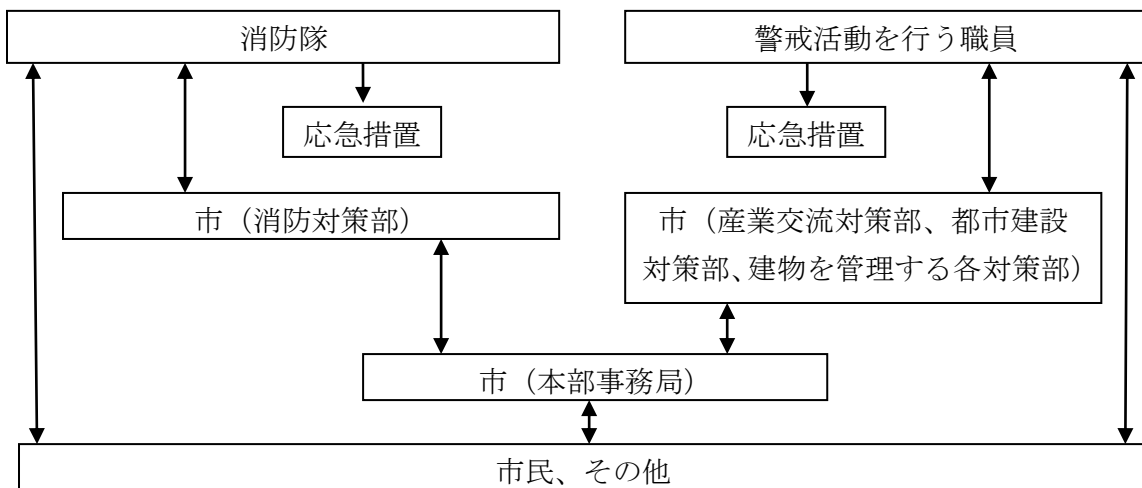 消防隊
警戒活動を行う職員
応急措置
応急措置
市（消防対策部）
市（産業交流対策部、都市建設
対策部、建物を管理する各対策部）
市（本部事務局）
市民、その他